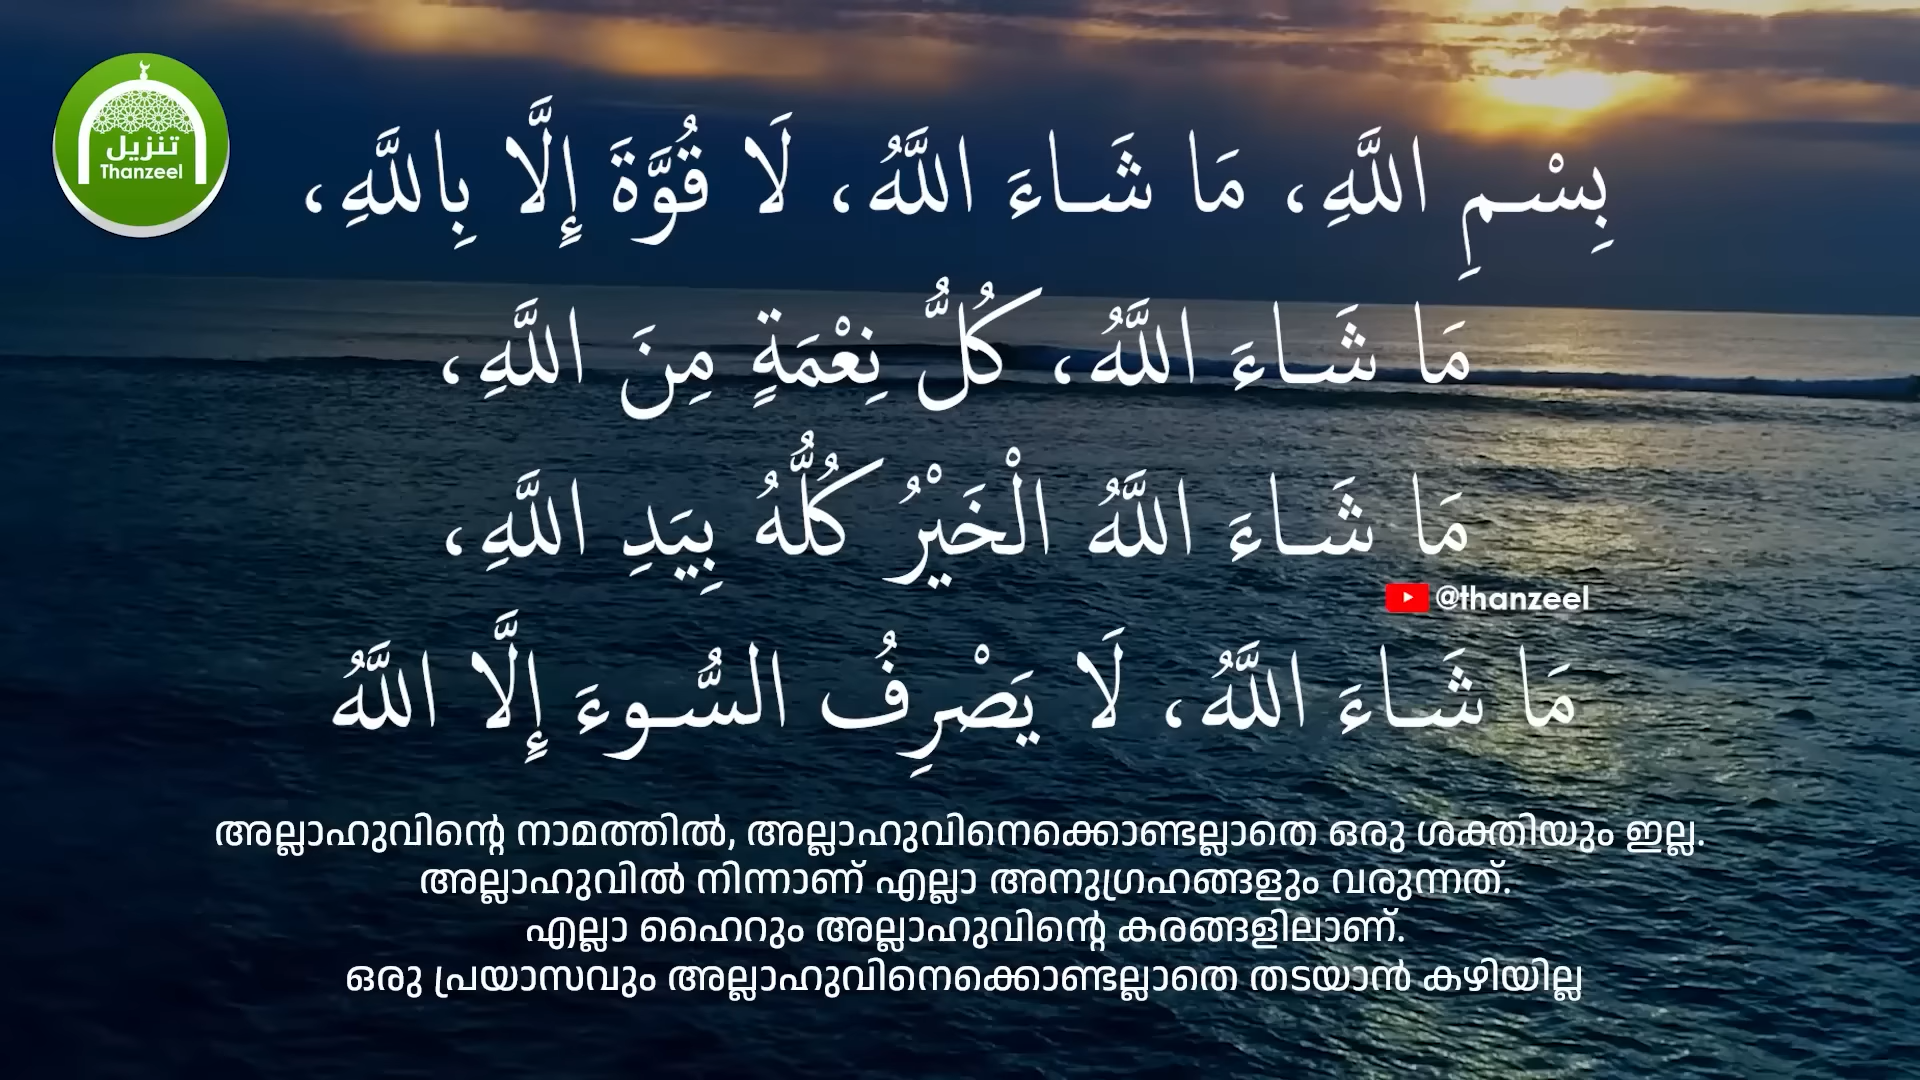 تنزيل
Thanzeel
بِسْمِ اللَّهِ، مَا شَاءَ اللَّهُ، لَا قُوَّةَ إِلَّا بِاللَّهِ،
مَا شَاءَ اللَّهُ، كُلُّ نِعْمَةٍ مِنَ اللَّهِ،
مَا شَاءَ اللَّهُ الْخَيْرُ كُلُّهُ بِيَدِ اللَّهِ،
@thanzeel
مَا شَاءَ اللَّهُ، لَا يَصْرِفُ السُّوءَ إِلَّا اللَّهُ
അല്ലാഹുവിന്റെ നാമത്തിൽ, അല്ലാഹുവിനെക്കൊണ്ടല്ലാതെ ഒരു ശക്തിയും ഇല്ല.
അല്ലാഹുവിൽ നിന്നാണ് എല്ലാ അനുഗ്രഹങ്ങളും വരുന്നത്.
എല്ലാ ഹൈറും അല്ലാഹുവിന്റെ കരങ്ങളിലാണ്.
ഒരു പ്രയാസവും അല്ലാഹുവിനെക്കൊണ്ടല്ലാതെ തടയാൻ കഴിയില്ല